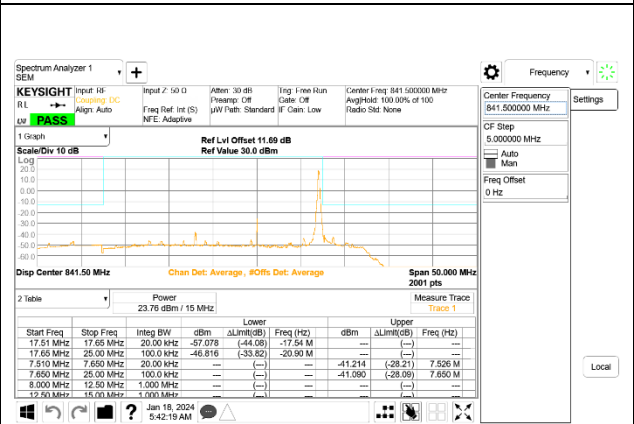 Spectrum Analyzer 1
SEM
+
Frequency
KEYSIGHT Input: RF Input Z: 50 Ω Atten: 30 dB Trig: Free Run Center Freq: 841.500000 MHz
RL Coupling: DC Preamp: Off Gate: Off Avg|Hold: 100.00% of 100
Align: Auto Freq Ref: Int (S) µW Path: Standard IF Gain: Low Radio Std: None
PASS NFE: Adaptive
Center Frequency
841.500000 MHz
Settings
CF Step
5.000000 MHz
Auto
Man
Freq Offset
0 Hz
Local
1 Graph
Ref Lvl Offset 11.69 dB
Scale/Div 10 dB Ref Value 30.0 dBm
Log
20.0
10.0
0.00
-10.0
-20.0
-30.0
-40.0
-50.0
-60.0
Disp Center 841.50 MHz Chan Det: Average , #Offs Det: Average Span 50.000 MHz
2001 pts
2 Table Power Measure Trace
23.76 dBm / 15 MHz Trace 1
Lower Upper
Start Freq Stop Freq Integ BW dBm ΔLimit(dB) Freq (Hz) dBm ΔLimit(dB) Freq (Hz)
17.51 MHz 17.65 MHz 20.00 kHz -57.078 (-44.08) -17.54 M --- (---) ---
17.65 MHz 25.00 MHz 100.0 kHz -46.816 (-33.82) -20.90 M --- (---) ---
7.510 MHz 7.650 MHz 20.00 kHz --- (---) --- -41.214 (-28.21) 7.526 M
7.650 MHz 25.00 MHz 100.0 kHz --- (---) --- -41.090 (-28.09) 7.650 M
8.000 MHz 12.50 MHz 1.000 MHz --- (---) --- --- (---) ---
12.50 MHz 15.00 MHz 1.000 MHz --- (---) --- --- (---) ---
?
Jan 18, 2024
5:42:19 AM